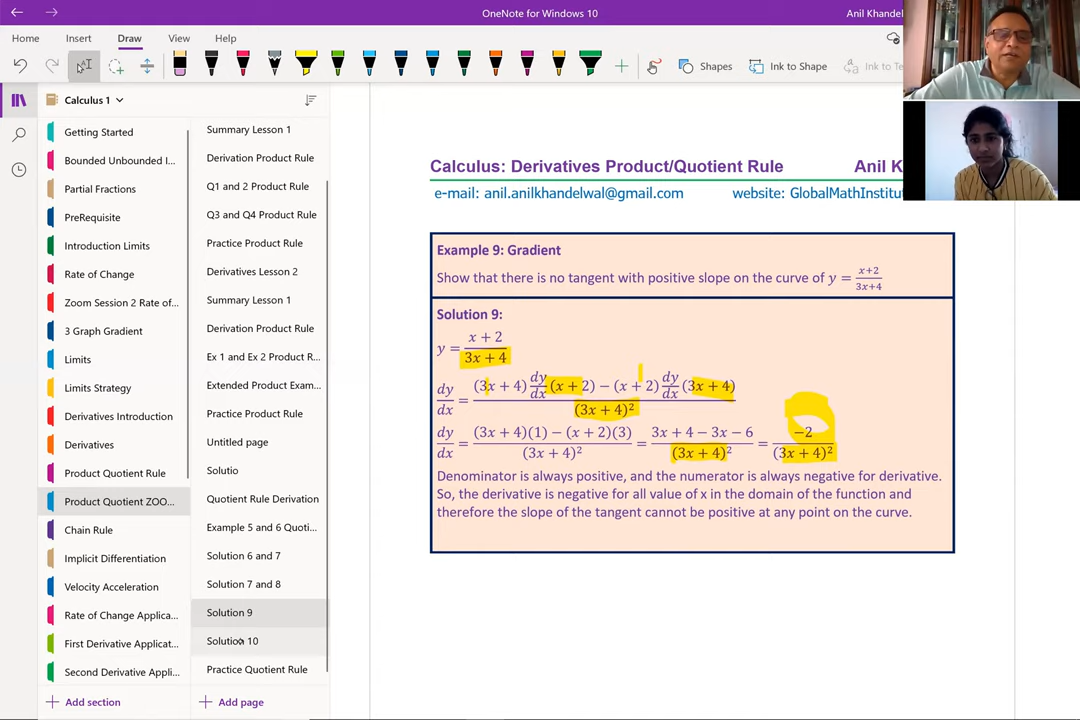 OneNote for Windows 10
Anil Khandel
Home Insert Draw View Help
Shapes Ink to Shape Ink to Te
Calculus 1
Getting Started
Bounded Unbounded I...
Partial Fractions
PreRequisite
Introduction Limits
Rate of Change
Zoom Session 2 Rate of...
3 Graph Gradient
Limits
Limits Strategy
Derivatives Introduction
Derivatives
Product Quotient Rule
Product Quotient ZOO...
Chain Rule
Implicit Differentiation
Velocity Acceleration
Rate of Change Applica...
First Derivative Applicat...
Second Derivative Appli...
+ Add section
Summary Lesson 1
Derivation Product Rule
Q1 and 2 Product Rule
Q3 and Q4 Product Rule
Practice Product Rule
Derivatives Lesson 2
Summary Lesson 1
Derivation Product Rule
Ex 1 and Ex 2 Product R...
Extended Product Exam...
Practice Product Rule
Untitled page
Solutio
Quotient Rule Derivation
Example 5 and 6 Quoti...
Solution 6 and 7
Solution 7 and 8
Solution 9
Solution 10
Practice Quotient Rule
+ Add page
Calculus: Derivatives Product/Quotient Rule Anil K
e-mail: anil.anilkhandelwal@gmail.com website: GlobalMathInstitu
Example 9: Gradient
Show that there is no tangent with positive slope on the curve of y = (x+2)/(3x+4)
Solution 9:
y = (x + 2)/(3x + 4)
dy/dx = ((3x + 4) dy/dx (x + 2) − (x + 2) dy/dx (3x + 4))/(3x + 4)²
dy/dx = ((3x + 4)(1) − (x + 2)(3))/(3x + 4)² = (3x + 4 − 3x − 6)/(3x + 4)² = −2/(3x + 4)²
Denominator is always positive, and the numerator is always negative for derivative.
So, the derivative is negative for all value of x in the domain of the function and
therefore the slope of the tangent cannot be positive at any point on the curve.